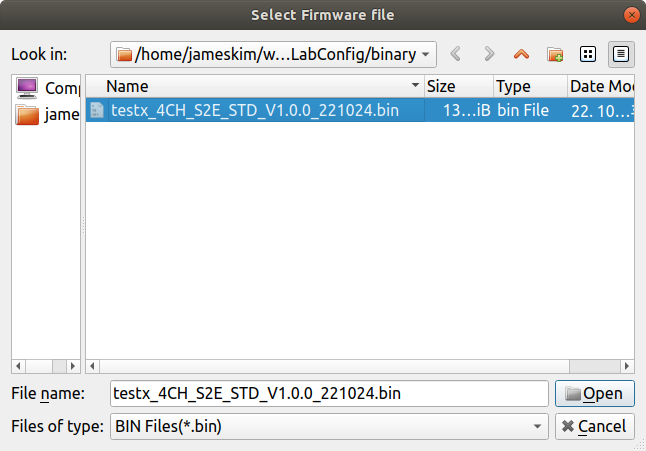 Select Firmware file
Look in: /home/jameskim/w...LabConfig/binary
Comp
jame
Name Size Type Date Mod
testx_4CH_S2E_STD_V1.0.0_221024.bin 13...iB bin File 22. 10...
File name: testx_4CH_S2E_STD_V1.0.0_221024.bin Open
Files of type: BIN Files(*.bin) Cancel